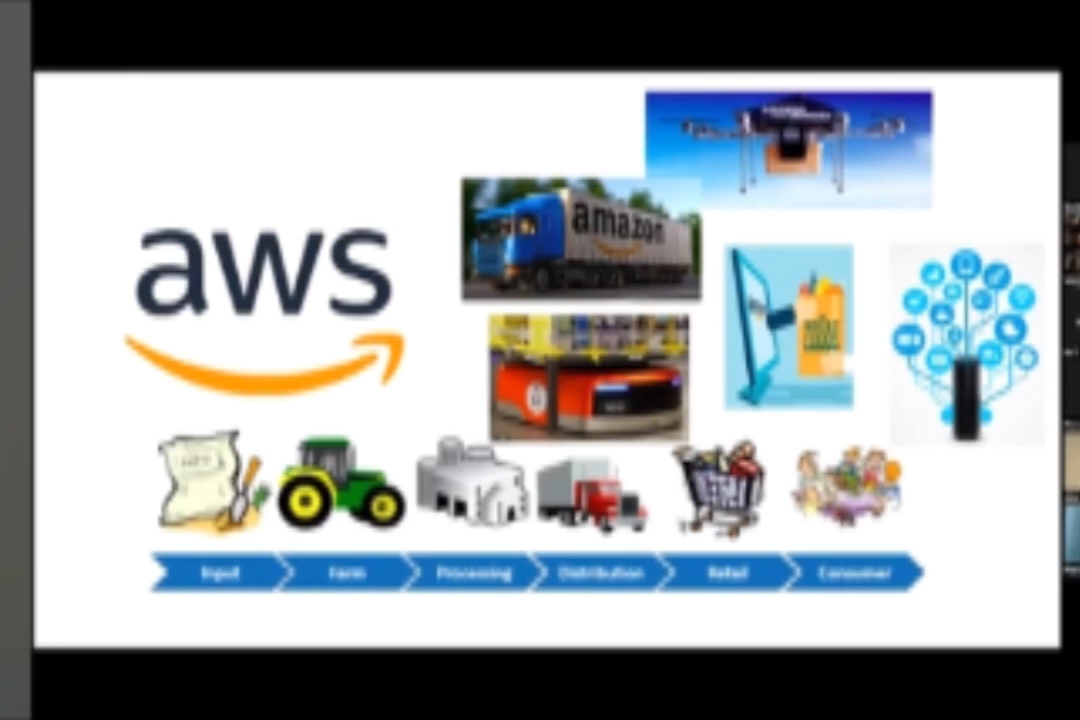 amazon
aws
Input
Farm
Processing
Distribution
Retail
Consumer